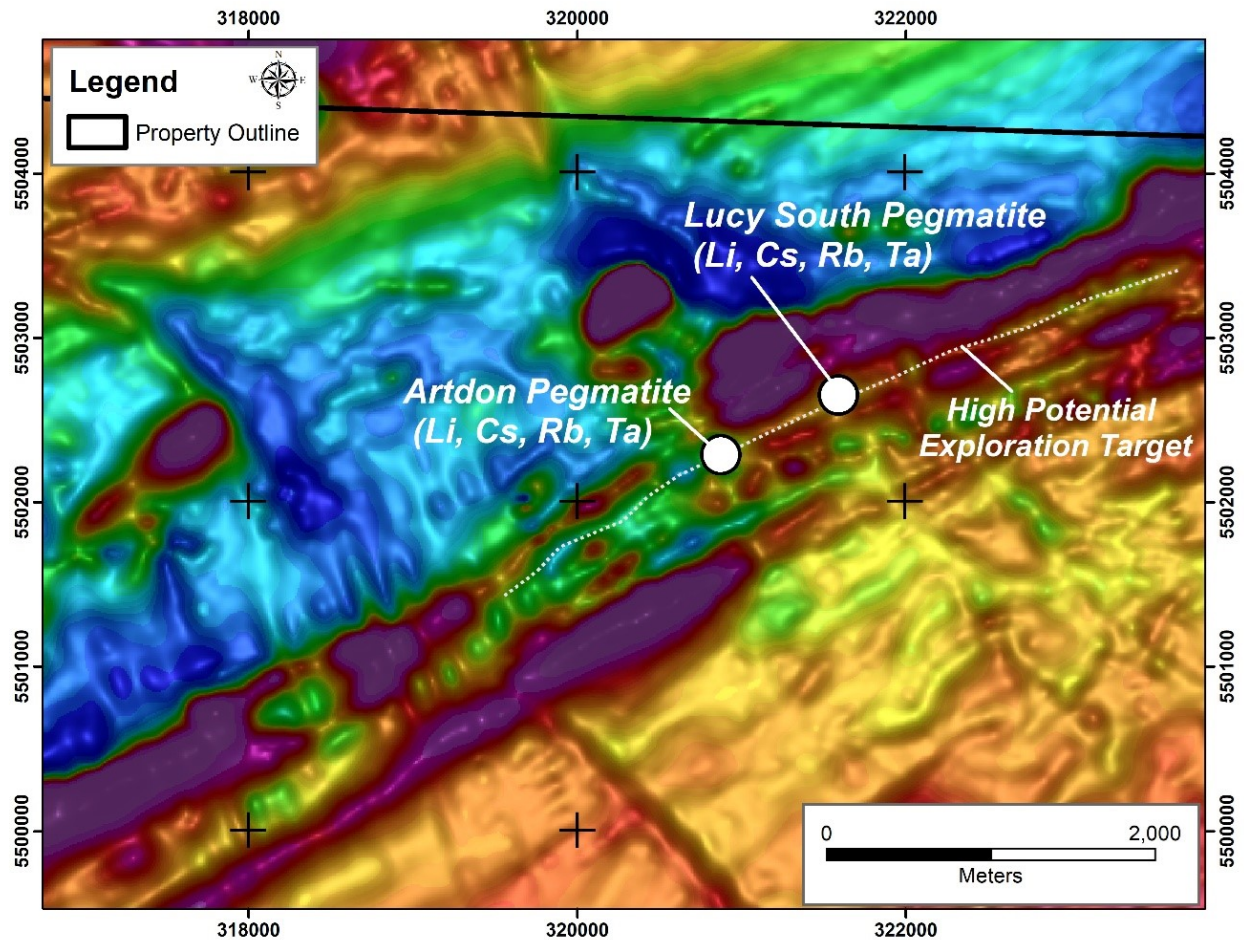 318000 320000 322000
Legend
N
W E
S
Property Outline
5504000 5504000
Lucy South Pegmatite
(Li, Cs, Rb, Ta)
5503000 5503000
Artdon Pegmatite
(Li, Cs, Rb, Ta)
High Potential
Exploration Target
5502000 5502000
5501000 5501000
5500000 5500000
0 2,000
Meters
318000 320000 322000